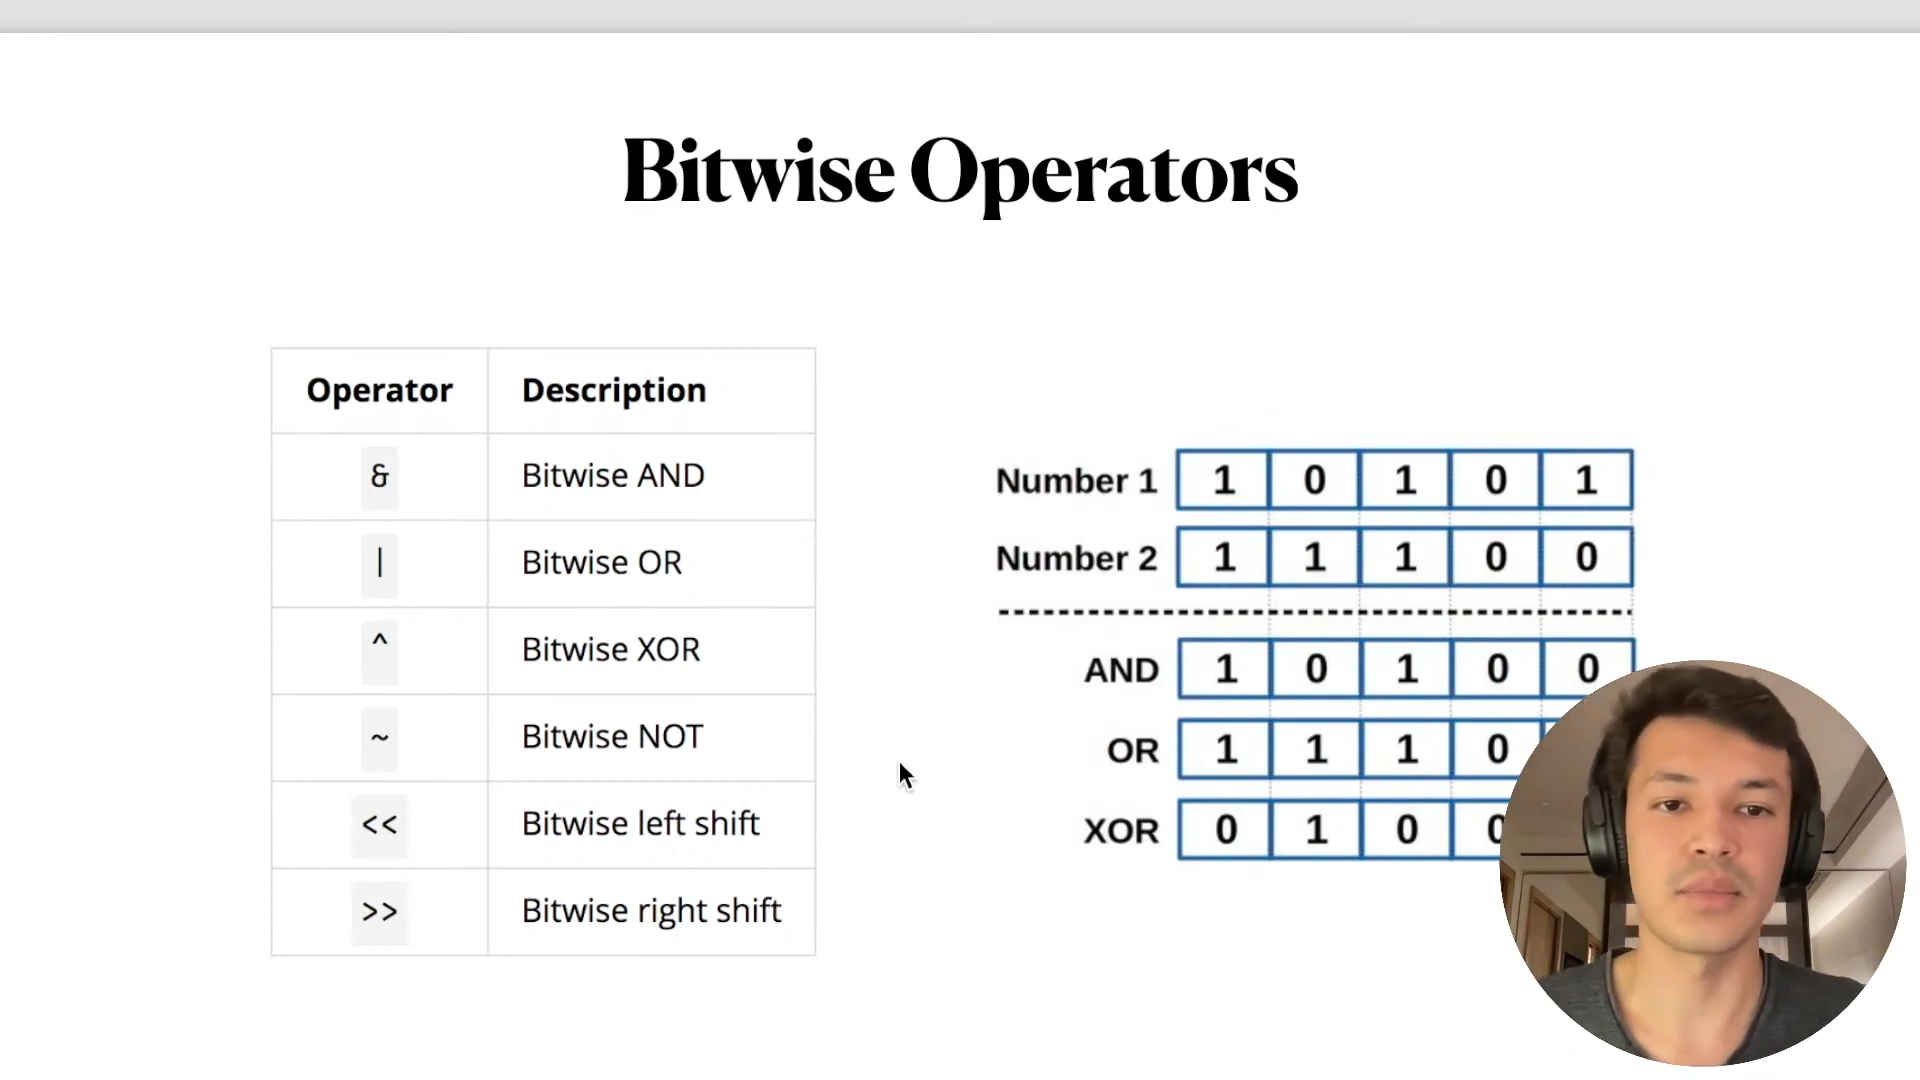 Bitwise Operators
Operator Description
& Bitwise AND
| Bitwise OR
^ Bitwise XOR
~ Bitwise NOT
<< Bitwise left shift
>> Bitwise right shift
Number 1 1 0 1 0 1
Number 2 1 1 1 0 0
AND 1 0 1 0 0
OR 1 1 1 0
XOR 0 1 0 0